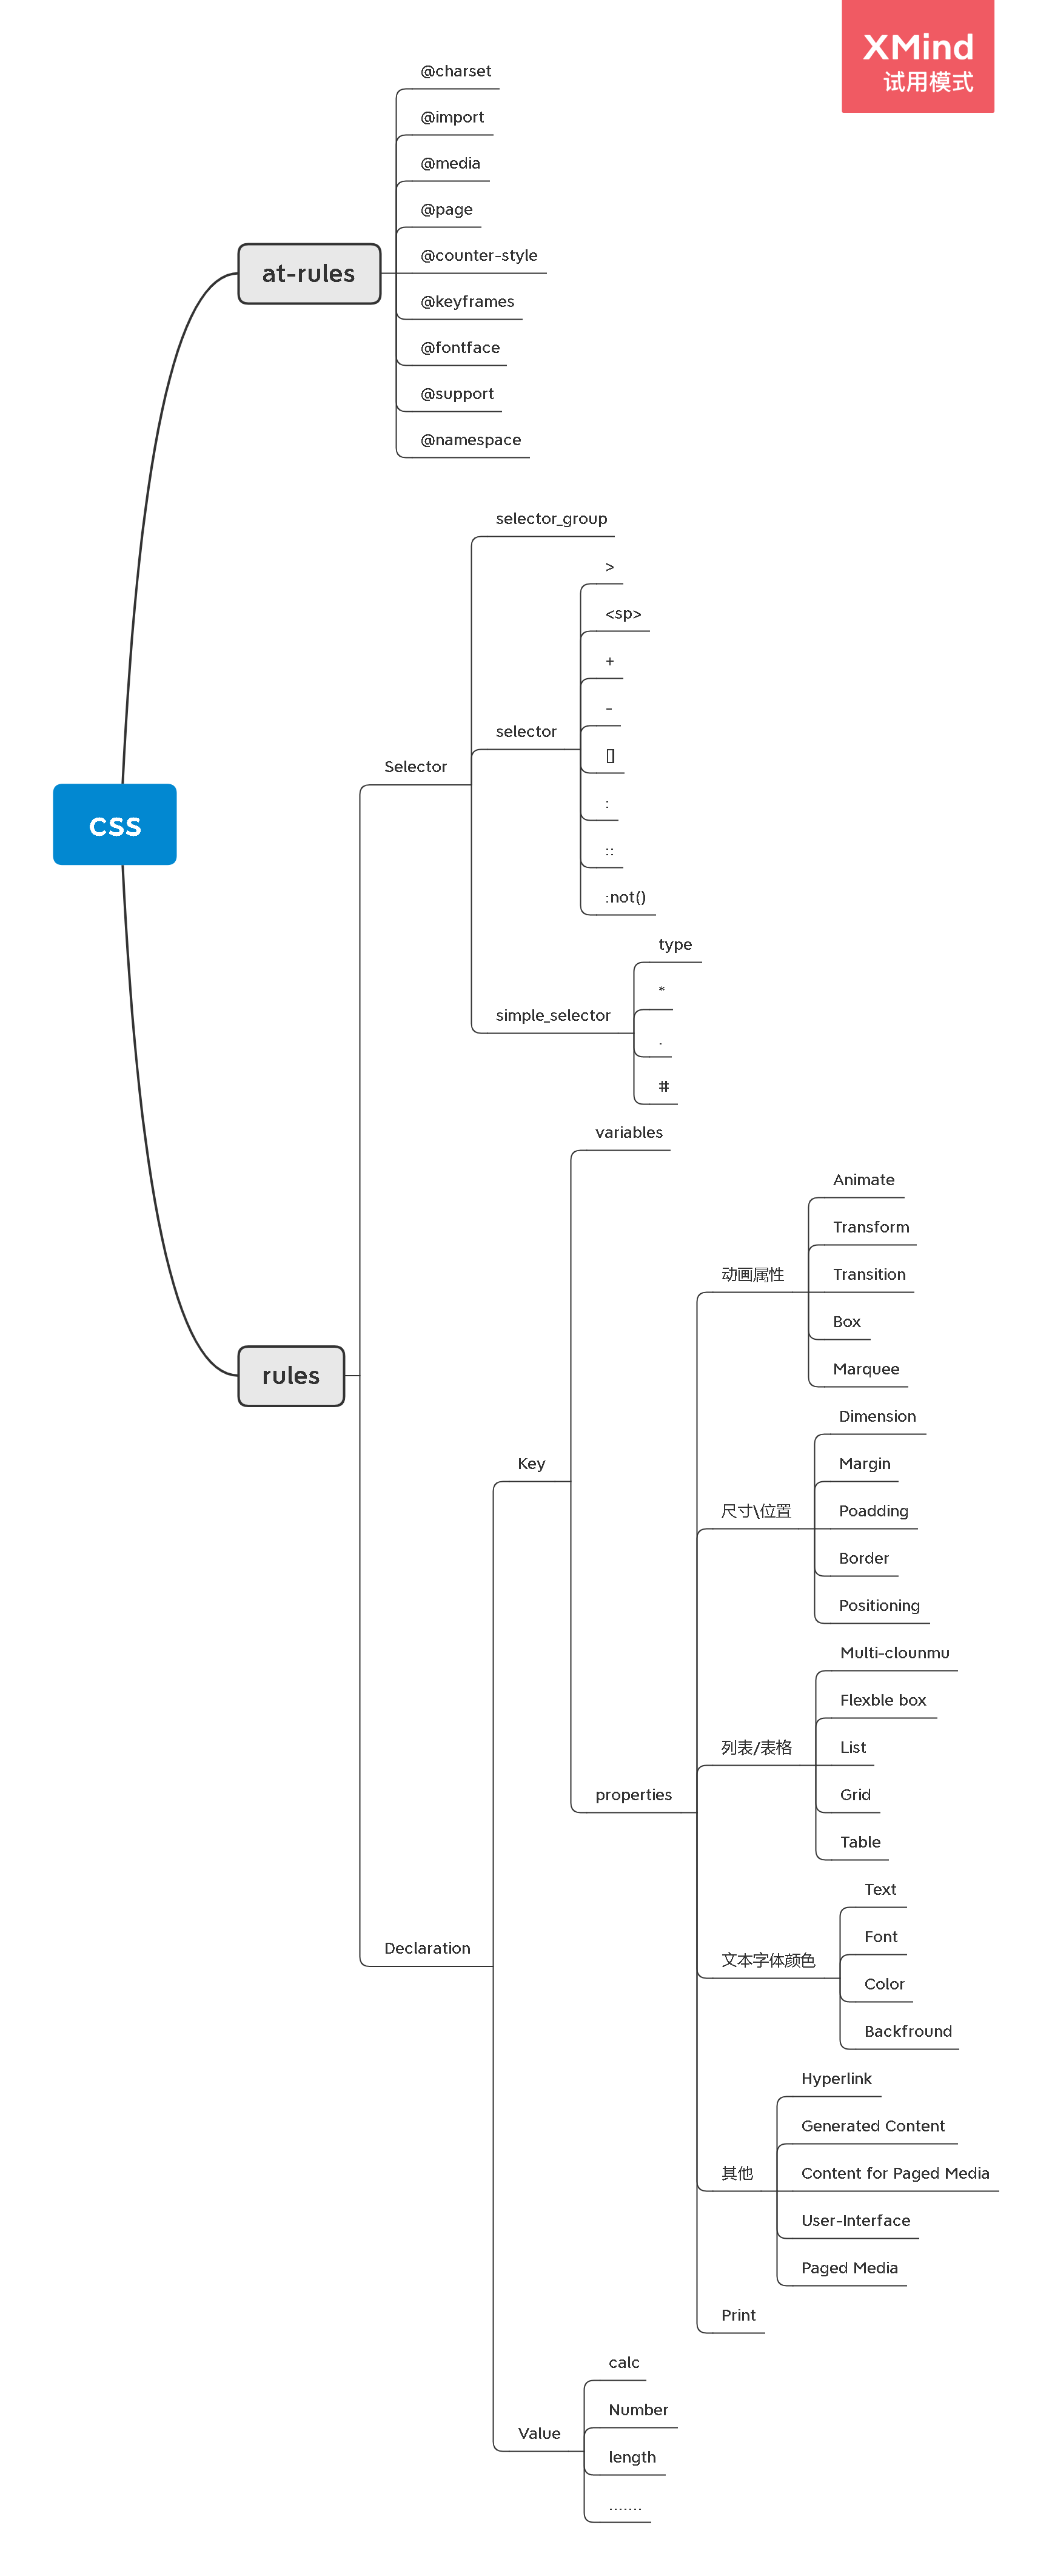 XMind
试用模式
@charset
@import
@media
@page
@counter-style
at-rules
@keyframes
@fontface
@support
@namespace
selector_group
>
<sp>
+
-
selector
[]
Selector
:
css
::
:not()
type
*
simple_selector
.
#
variables
Animate
Transform
动画属性
Transition
Box
Marquee
rules
Dimension
Key
Margin
尺寸\位置
Poadding
Border
Positioning
Multi-clounmu
Flexble box
列表/表格
List
properties
Grid
Table
Text
Font
Declaration
文本字体颜色
Color
Backfround
Hyperlink
Generated Content
其他
Content for Paged Media
User-Interface
Paged Media
Print
calc
Number
Value
length
.......